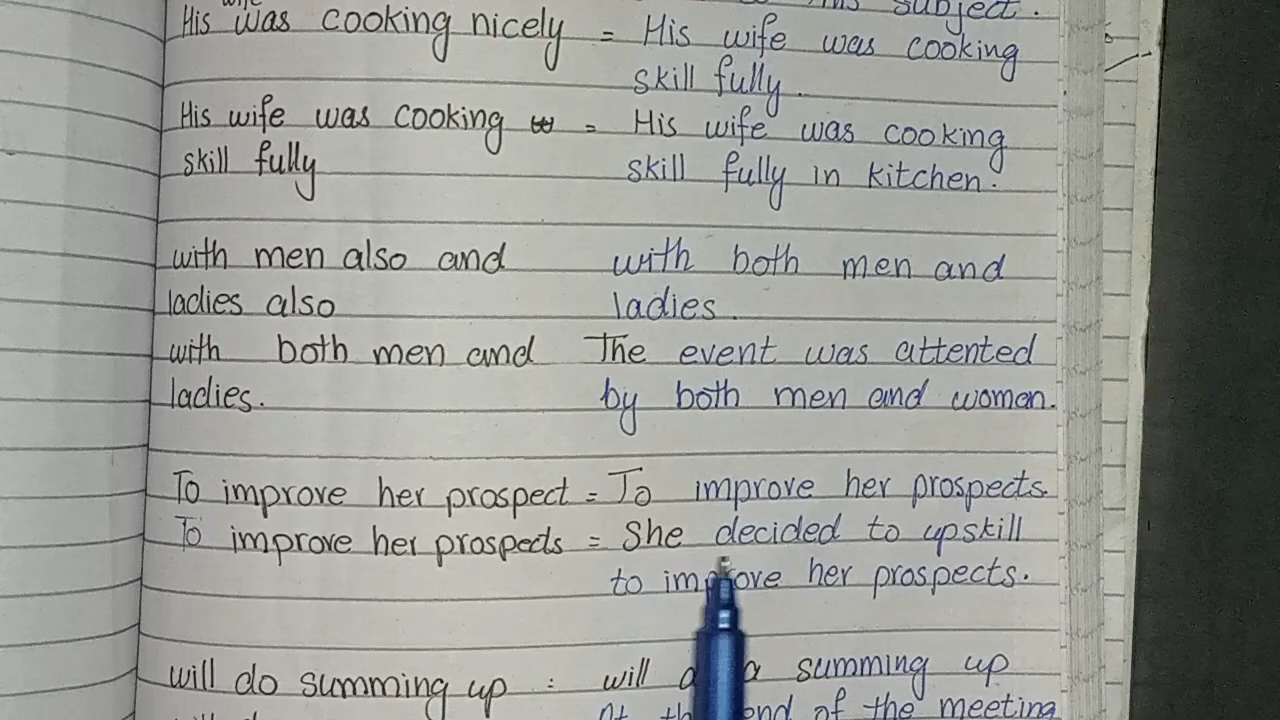 this subject.
wife
His was cooking nicely = His wife was cooking
skill fully.
His wife was cooking = His wife was cooking
skill fully skill fully in kitchen.
with men also and with both men and
ladies also ladies.
with both men and The event was attented
ladies. by both men and women.
To improve her prospect = To improve her prospects.
To improve her prospects = She decided to upskill
to improve her prospects.
will do summing up : will a summing up
At end of the meeting